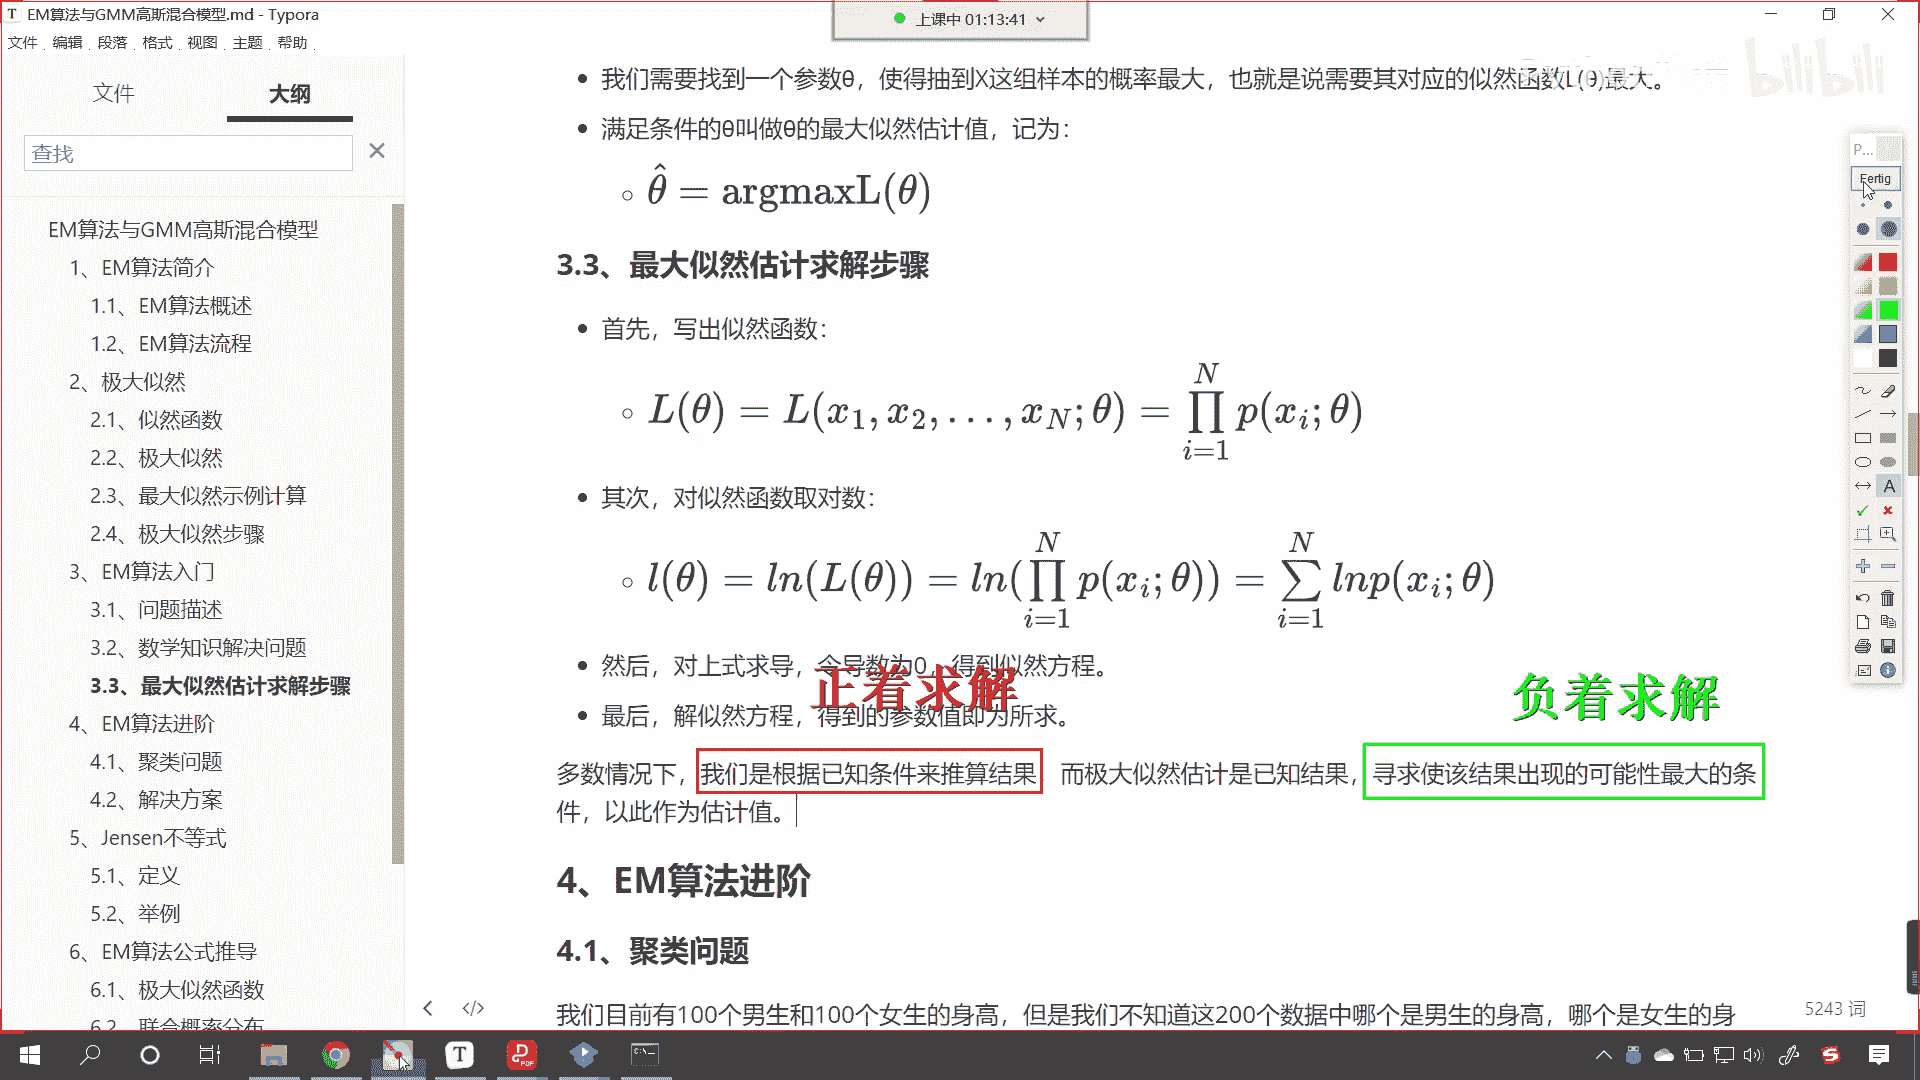 EM算法与GMM高斯混合模型.md - Typora
上课中 01:13:41
文件 编辑 段落 格式 视图 主题 帮助
文件 大纲
查找
EM算法与GMM高斯混合模型
1、EM算法简介
1.1、EM算法概述
1.2、EM算法流程
2、极大似然
2.1、似然函数
2.2、极大似然
2.3、最大似然示例计算
2.4、极大似然步骤
3、EM算法入门
3.1、问题描述
3.2、数学知识解决问题
3.3、最大似然估计求解步骤
4、EM算法进阶
4.1、聚类问题
4.2、解决方案
5、Jensen不等式
5.1、定义
5.2、举例
6、EM算法公式推导
6.1、极大似然函数
6.2、联合概率分布
我们需要找到一个参数θ，使得抽到X这组样本的概率最大，也就是说需要其对应的似然函数L(θ)最大。
bilibili
满足条件的θ叫做θ的最大似然估计值，记为：
θ̂ = argmaxL(θ)
3.3、最大似然估计求解步骤
首先，写出似然函数：
L(θ) = L(x₁, x₂, . . . , x_N; θ) = ∏_{i=1}^{N} p(x_i; θ)
其次，对似然函数取对数：
l(θ) = ln(L(θ)) = ln(∏_{i=1}^{N} p(x_i; θ)) = ∑_{i=1}^{N} lnp(x_i; θ)
然后，对上式求导，令导数为0，得到似然方程。
正着求解
负着求解
最后，解似然方程，得到的参数值即为所求。
多数情况下，我们是根据已知条件来推算结果 而极大似然估计是已知结果，寻求使该结果出现的可能性最大的条
件，以此作为估计值。
4、EM算法进阶
4.1、聚类问题
我们目前有100个男生和100个女生的身高，但是我们不知道这200个数据中哪个是男生的身高，哪个是女生的身
5243 词
P...
Fertig
A